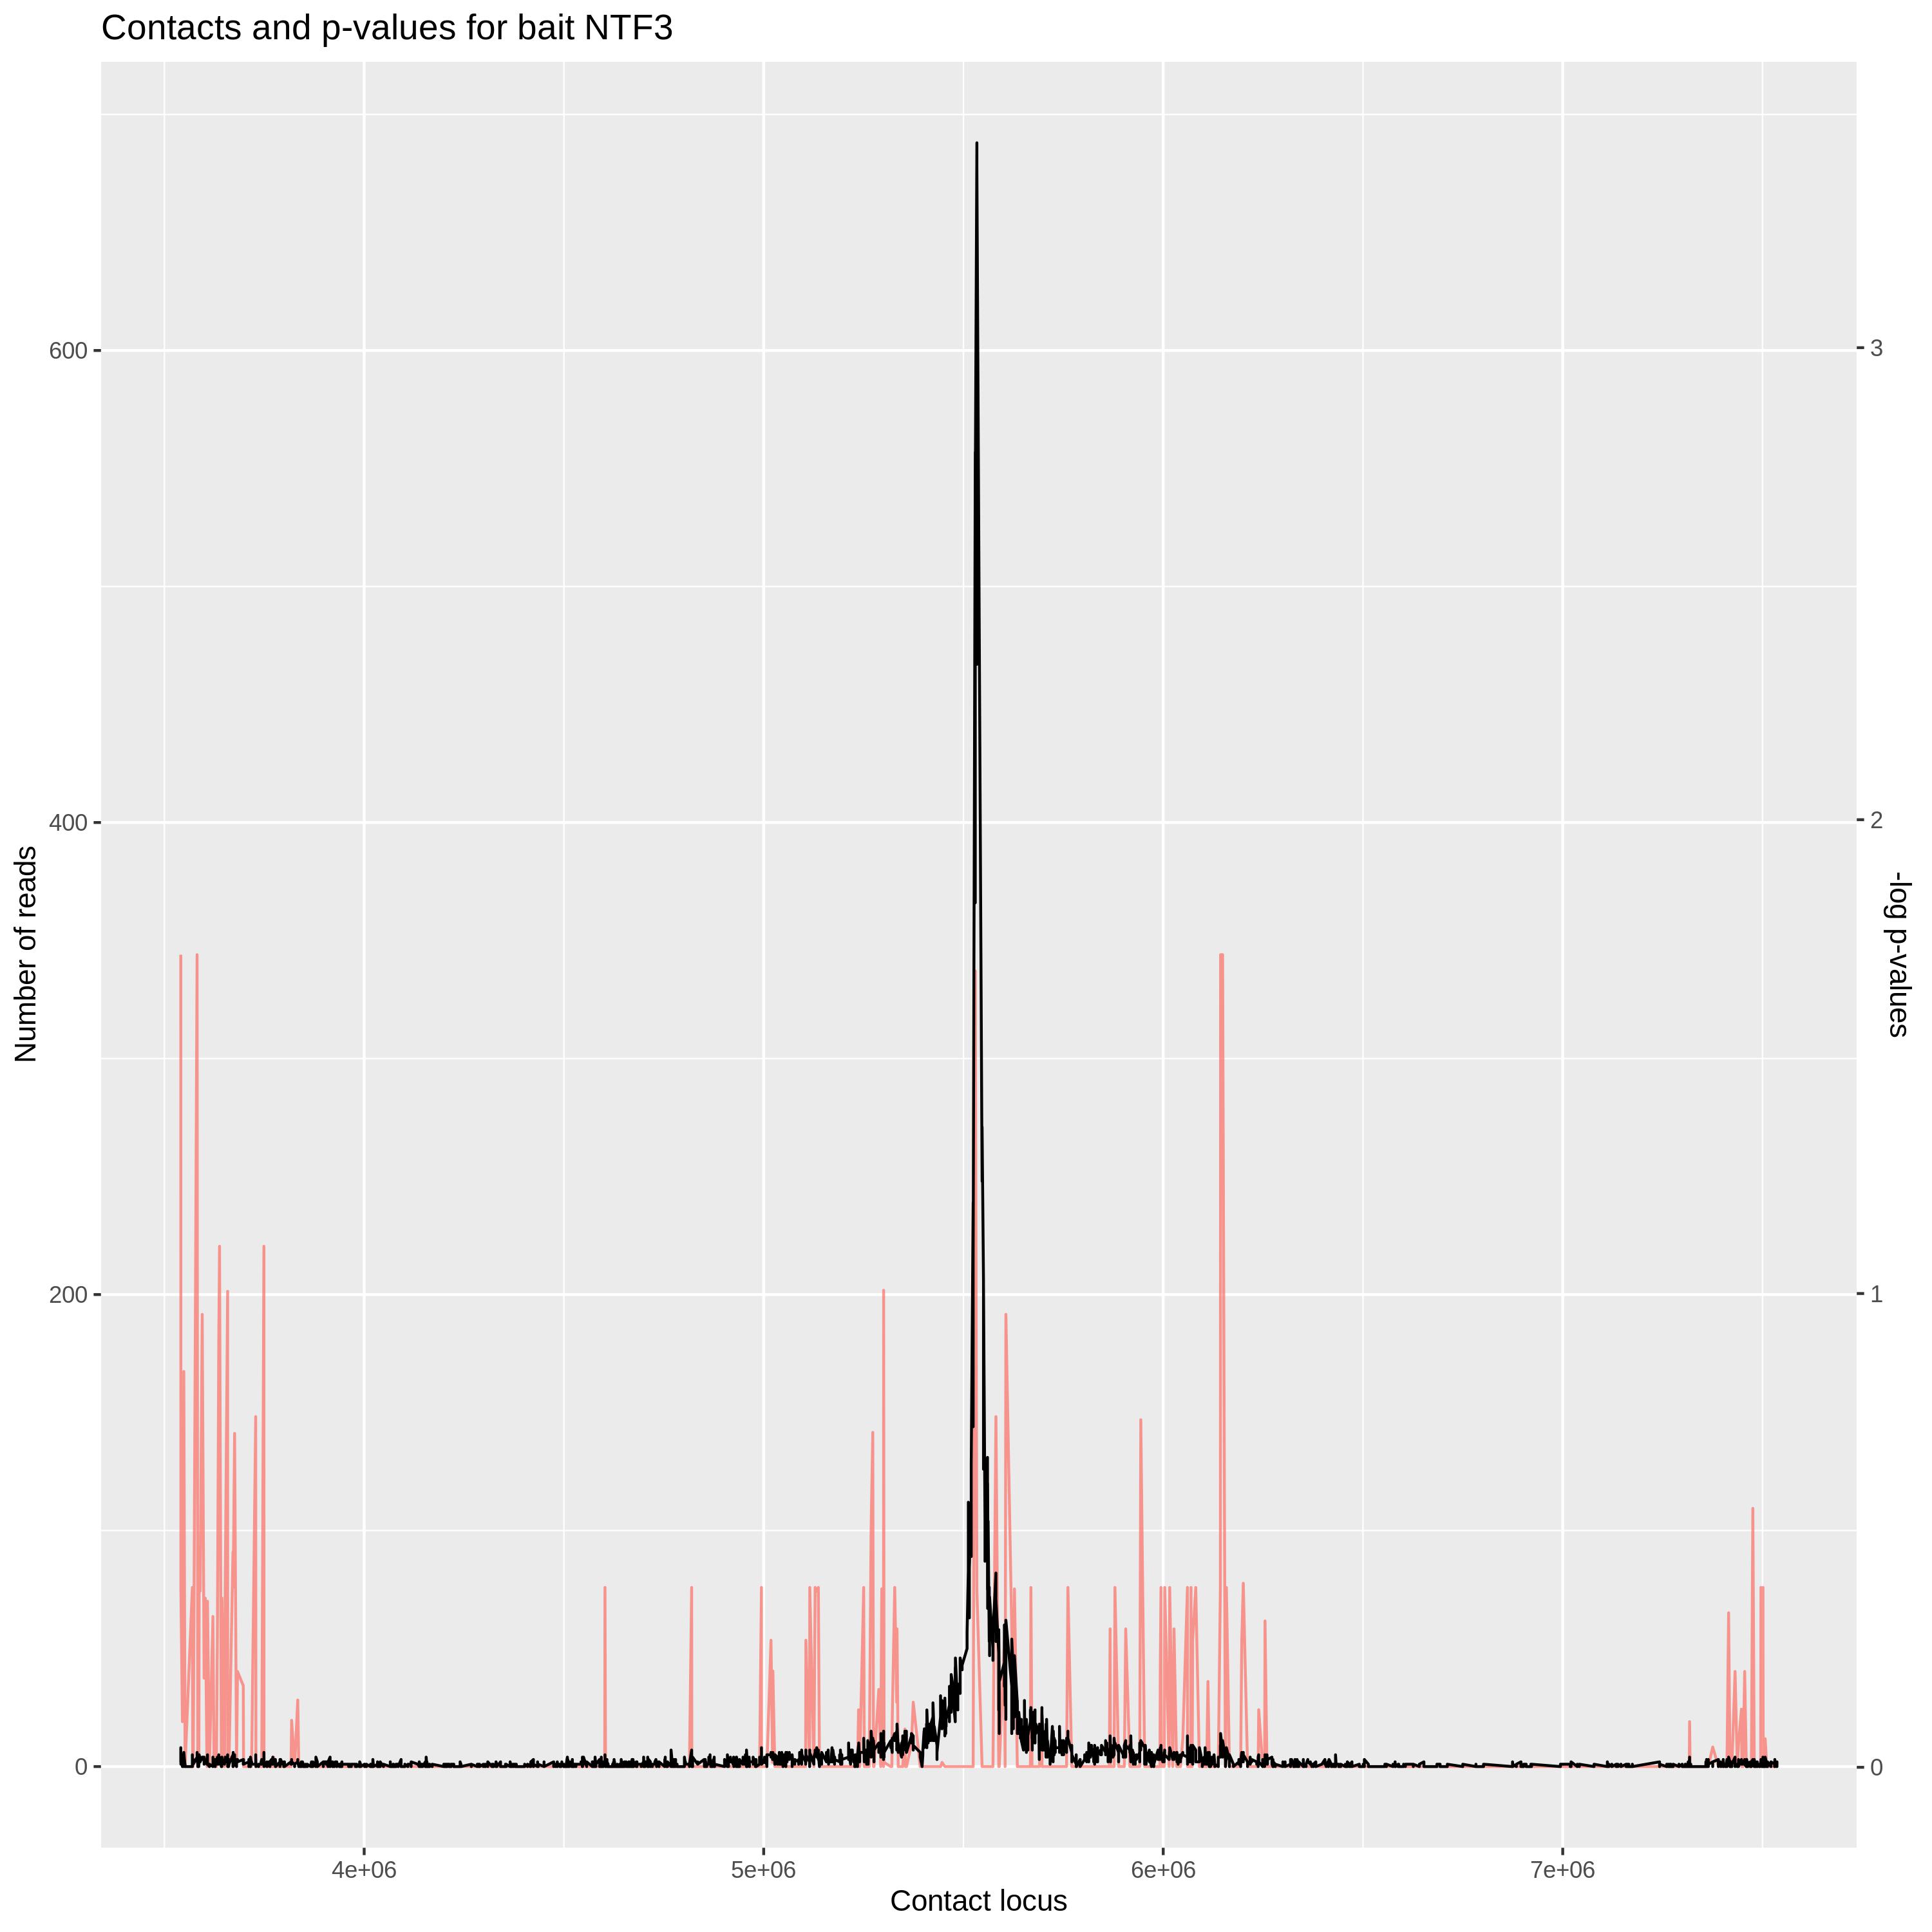 Contacts and p-values for bait NTF3
600
400
200
0
Number of reads
3
2
1
0
-log p-values
4e+06
5e+06
6e+06
7e+06
Contact locus